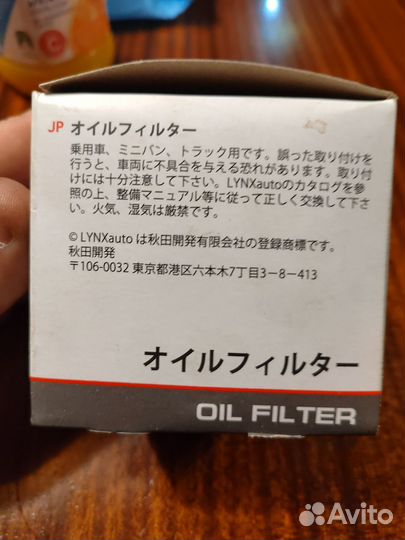 JP オイルフィルター
乗用車、ミニバン、トラック用です。誤った取り付けを
行うと、車両に不具合を与える恐れがあります。取り付
けには十分注意して下さい。LYNXautoのカタログを参
照の上、整備マニュアル等に従って正しく交換して下さ
い。火気、湿気は厳禁です。
© LYNXauto は秋田開発有限会社の登録商標です。
秋田開発
〒106-0032 東京都港区六本木7丁目3－8－413
オイルフィルター
OIL FILTER
Avito